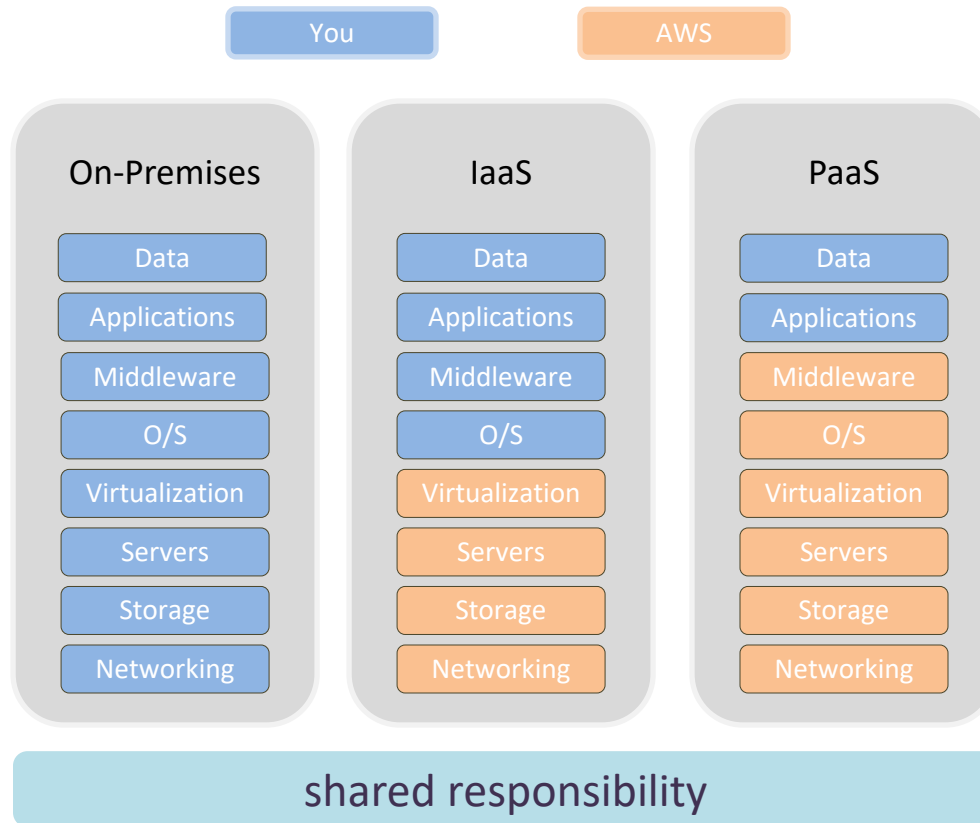 You
AWS
On-Premises
Data
Applications
Middleware
O/S
Virtualization
Servers
Storage
Networking
IaaS
Data
Applications
Middleware
O/S
Virtualization
Servers
Storage
Networking
PaaS
Data
Applications
Middleware
O/S
Virtualization
Servers
Storage
Networking
shared responsibility